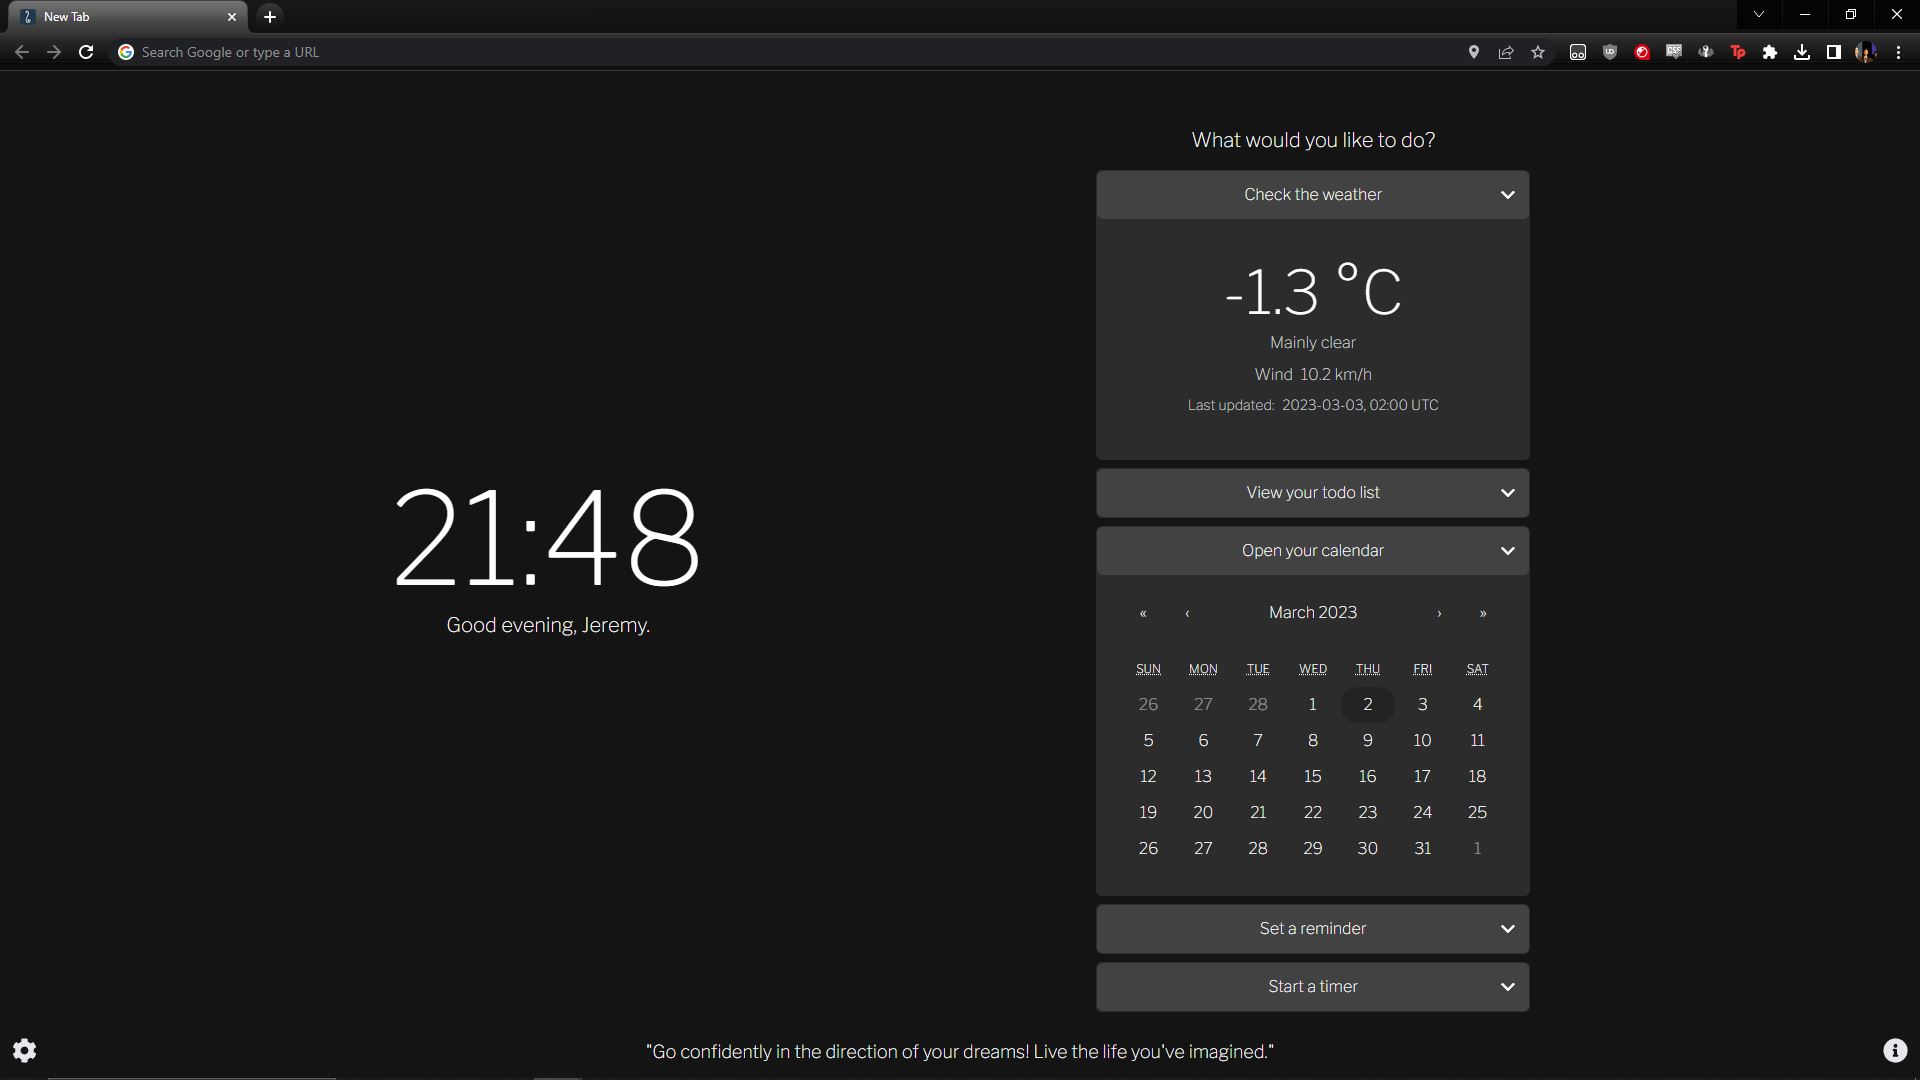 New Tab
Search Google or type a URL
What would you like to do?
Check the weather
-1.3 °C
Mainly clear
Wind 10.2 km/h
Last updated: 2023-03-03, 02:00 UTC
21:48
Good evening, Jeremy.
View your todo list
Open your calendar
« ‹ March 2023 › »
SUN MON TUE WED THU FRI SAT
26 27 28 1 2 3 4
5 6 7 8 9 10 11
12 13 14 15 16 17 18
19 20 21 22 23 24 25
26 27 28 29 30 31 1
Set a reminder
Start a timer
"Go confidently in the direction of your dreams! Live the life you've imagined."